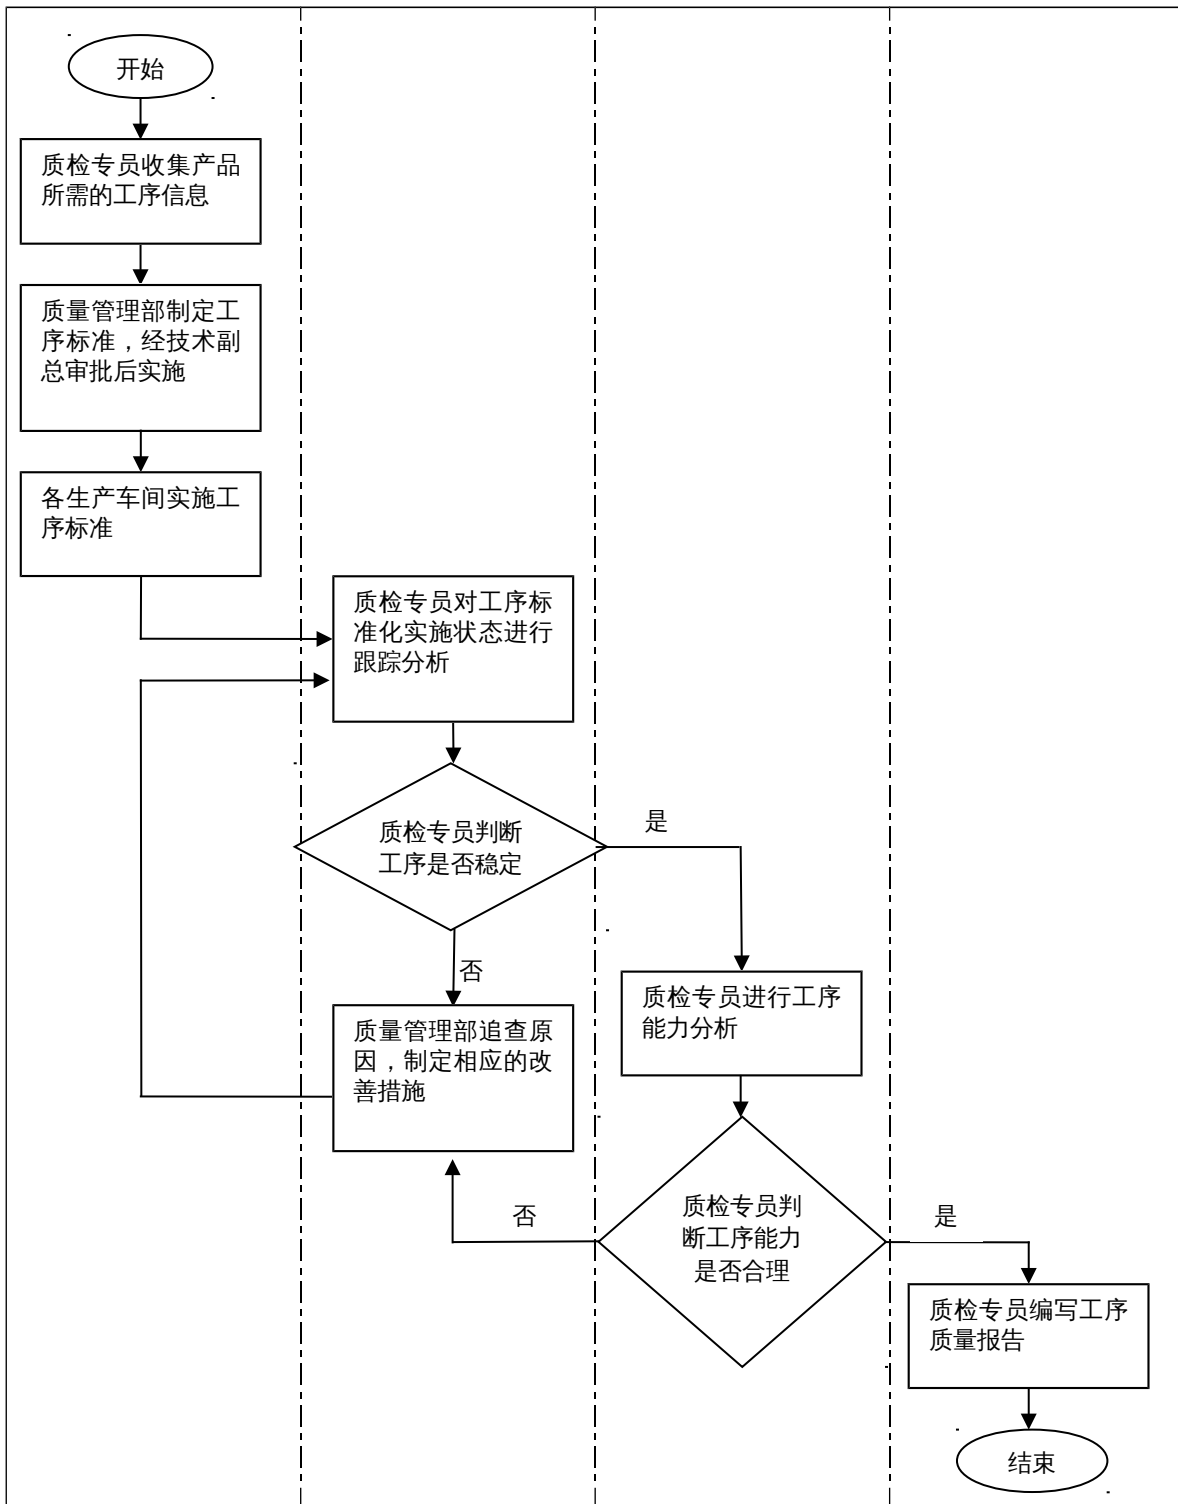 开始
质检专员收集产品
所需的工序信息
质量管理部制定工
序标准，经技术副
总审批后实施
各生产车间实施工
序标准
质检专员对工序标
准化实施状态进行
跟踪分析
质检专员判断
工序是否稳定
是
否
质量管理部追查原
因，制定相应的改
善措施
质检专员进行工序
能力分析
质检专员判
断工序能力
是否合理
否
是
质检专员编写工序
质量报告
结束